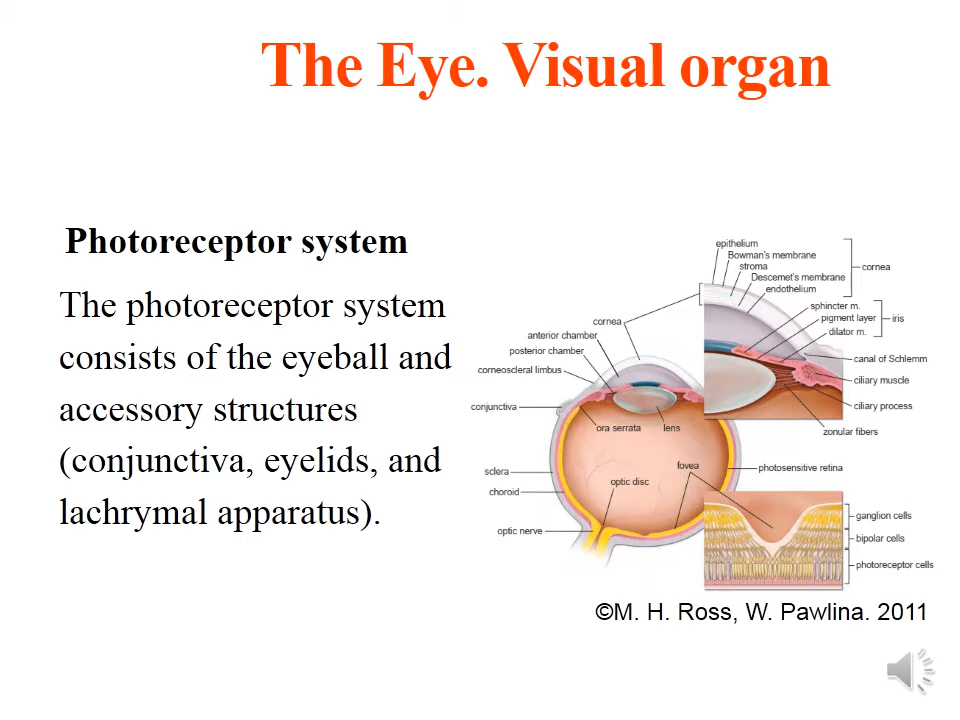 The Eye. Visual organ
Photoreceptor system
The photoreceptor system
consists of the eyeball and
accessory structures
(conjunctiva, eyelids, and
lachrymal apparatus).
epithelium
Bowman's membrane
stroma
Descemet's membrane
endothelium
cornea
sphincter m.
pigment layer
dilator m.
iris
canal of Schlemm
ciliary muscle
ciliary process
zonular fibers
cornea
anterior chamber
posterior chamber
corneoscleral limbus
conjunctiva
ora serrata
lens
sclera
choroid
optic nerve
optic disc
fovea
photosensitive retina
ganglion cells
bipolar cells
photoreceptor cells
©M. H. Ross, W. Pawlina. 2011